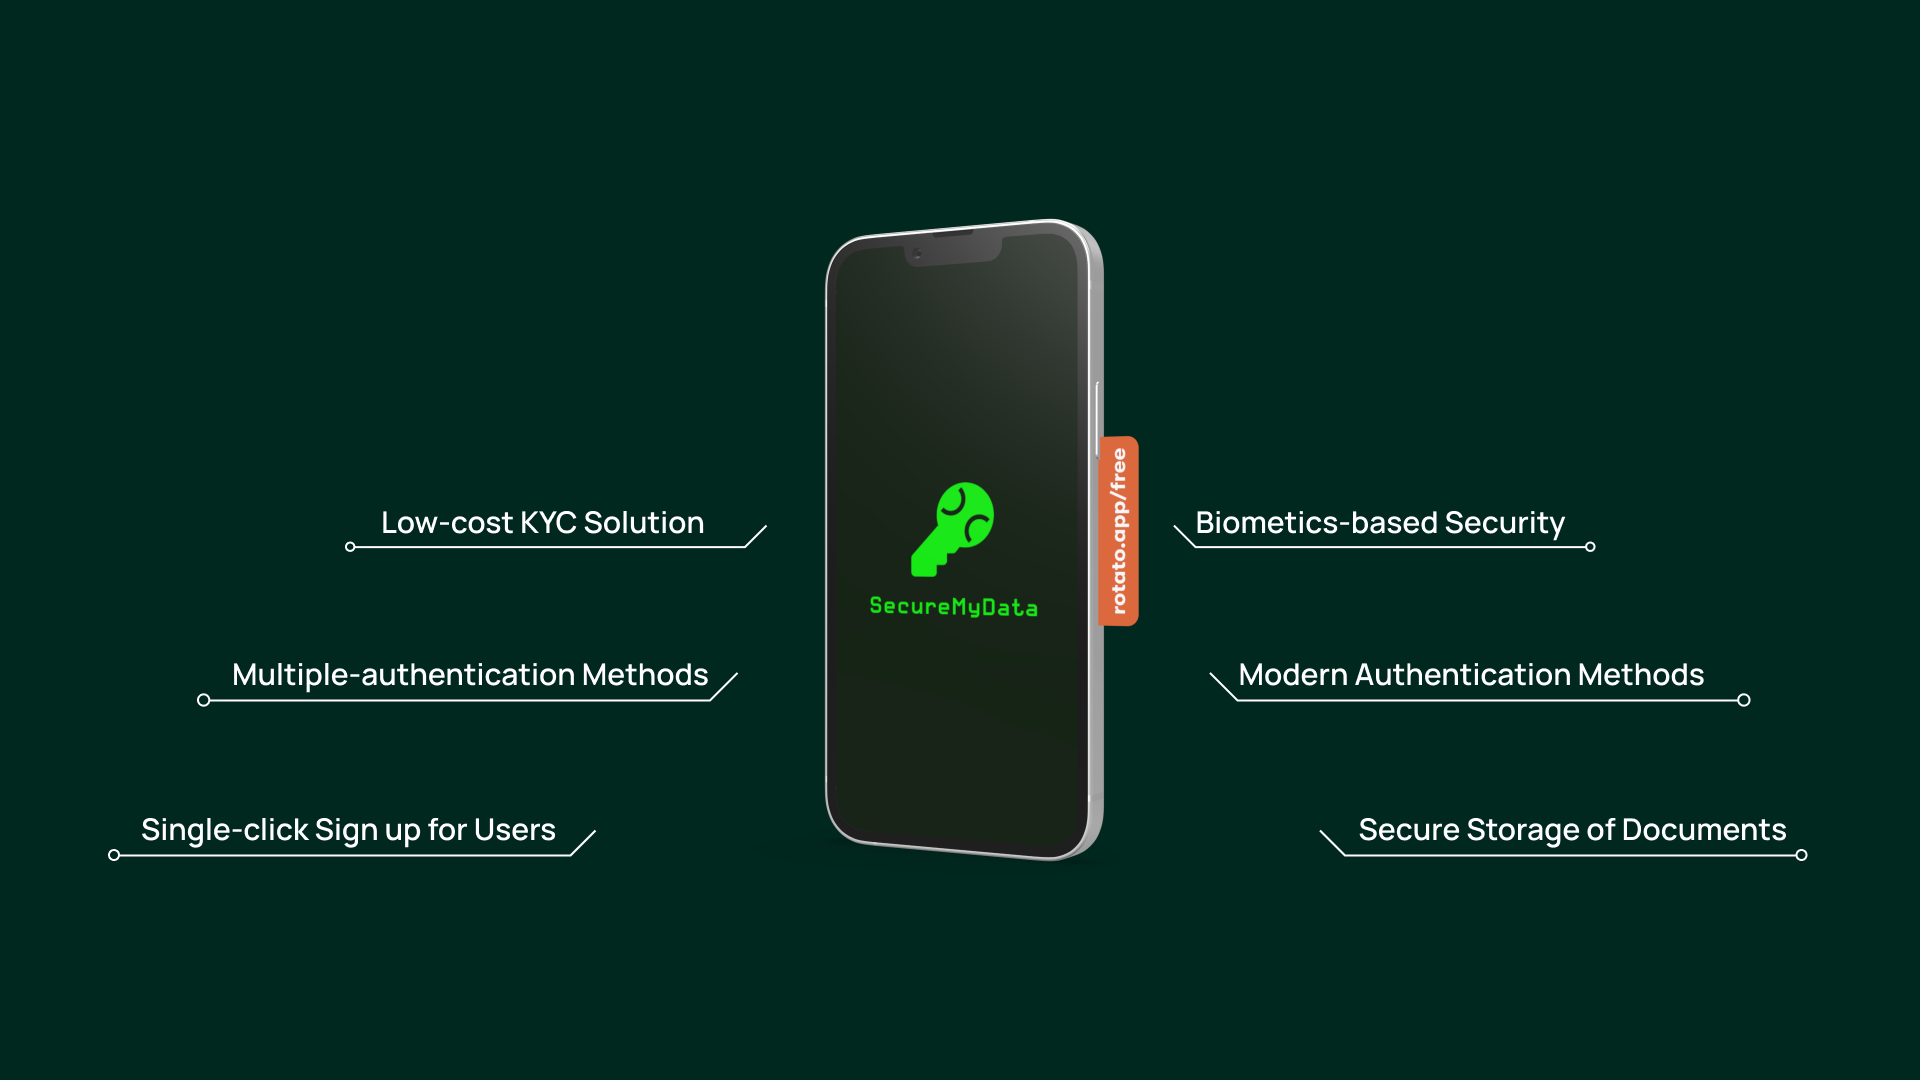 Low-cost KYC Solution
Multiple-authentication Methods
Single-click Sign up for Users
SecureMyData
rotato.app/free
Biometics-based Security
Modern Authentication Methods
Secure Storage of Documents